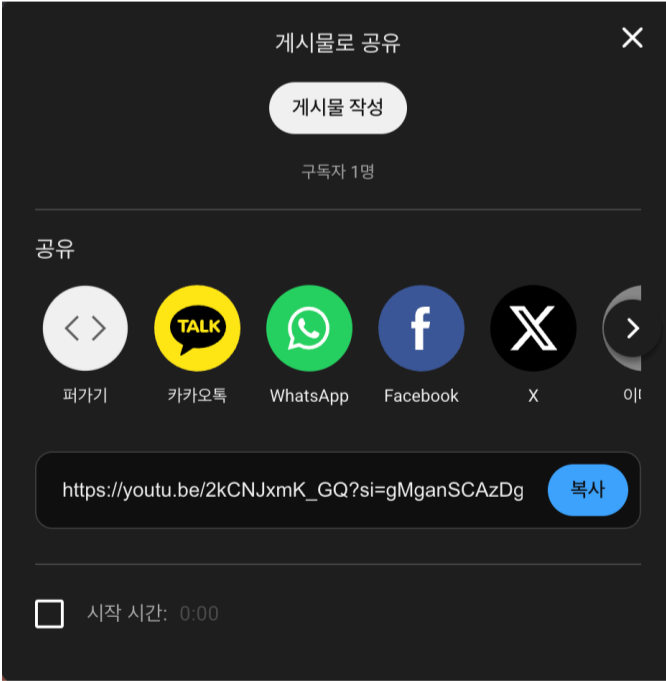 게시물로 공유
게시물 작성
구독자 1명
공유
TALK
퍼가기 카카오톡 WhatsApp Facebook X
https://youtu.be/2kCNJxmK_GQ?si=gMganSCAzDg
복사
시작 시간: 0:00